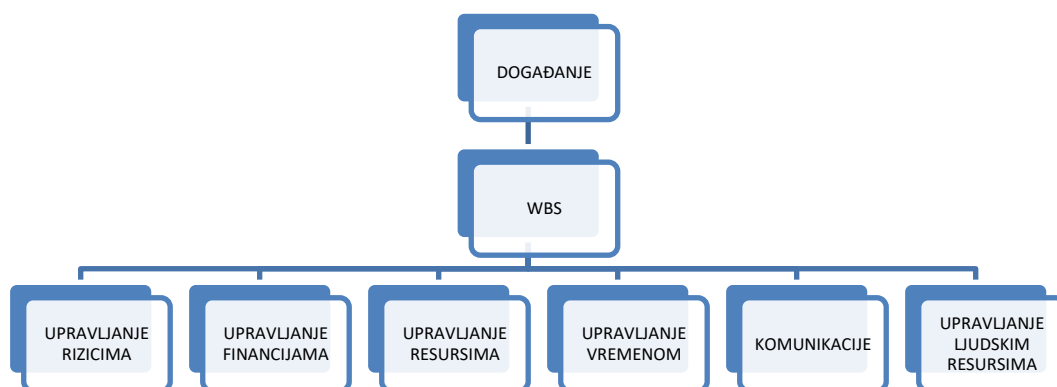 DOGAĐANJE
WBS
UPRAVLJANJE
RIZICIMA
UPRAVLJANJE
FINANCIJAMA
UPRAVLJANJE
RESURSIMA
UPRAVLJANJE
VREMENOM
KOMUNIKACIJE
UPRAVLJANJE
LJUDSKIM
RESURSIMA